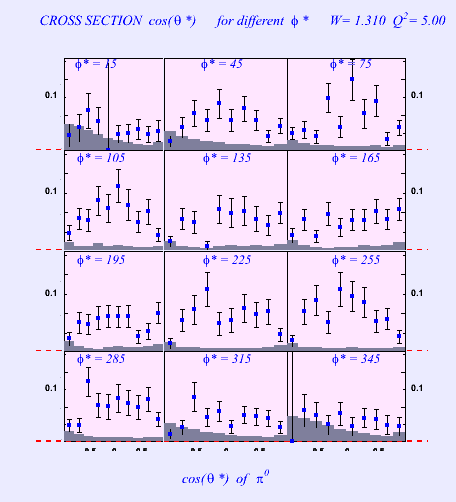 CROSS SECTION cos(θ *) for different ϕ * W= 1.310 Q²= 5.00
ϕ* = 15 ϕ* = 45 ϕ* = 75
0.1 0.1
ϕ* = 105 ϕ* = 135 ϕ* = 165
0.1 0.1
ϕ* = 195 ϕ* = 225 ϕ* = 255
0.1 0.1
ϕ* = 285 ϕ* = 315 ϕ* = 345
0.1 0.1
cos(θ *) of π⁰